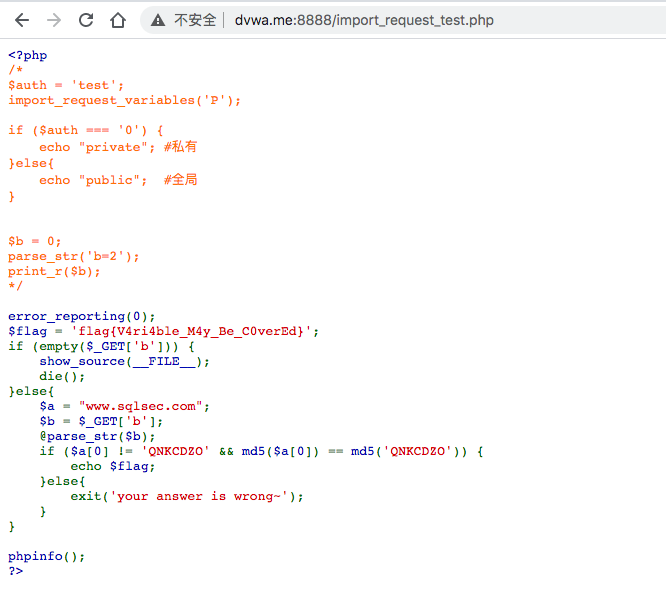 不安全 dvwa.me:8888/import_request_test.php
<?php
/*
$auth = 'test';
import_request_variables('P');

if ($auth === '0') {
    echo "private"; #私有
}else{
    echo "public";  #全局
}


$b = 0;
parse_str('b=2');
print_r($b);
*/

error_reporting(0);
$flag = 'flag{V4ri4ble_M4y_Be_C0verEd}';
if (empty($_GET['b'])) {
    show_source(__FILE__);
    die();
}else{
    $a = "www.sqlsec.com";
    $b = $_GET['b'];
    @parse_str($b);
    if ($a[0] != 'QNKCDZO' && md5($a[0]) == md5('QNKCDZO')) {
        echo $flag;
    }else{
        exit('your answer is wrong~');
    }
}

phpinfo();
?>